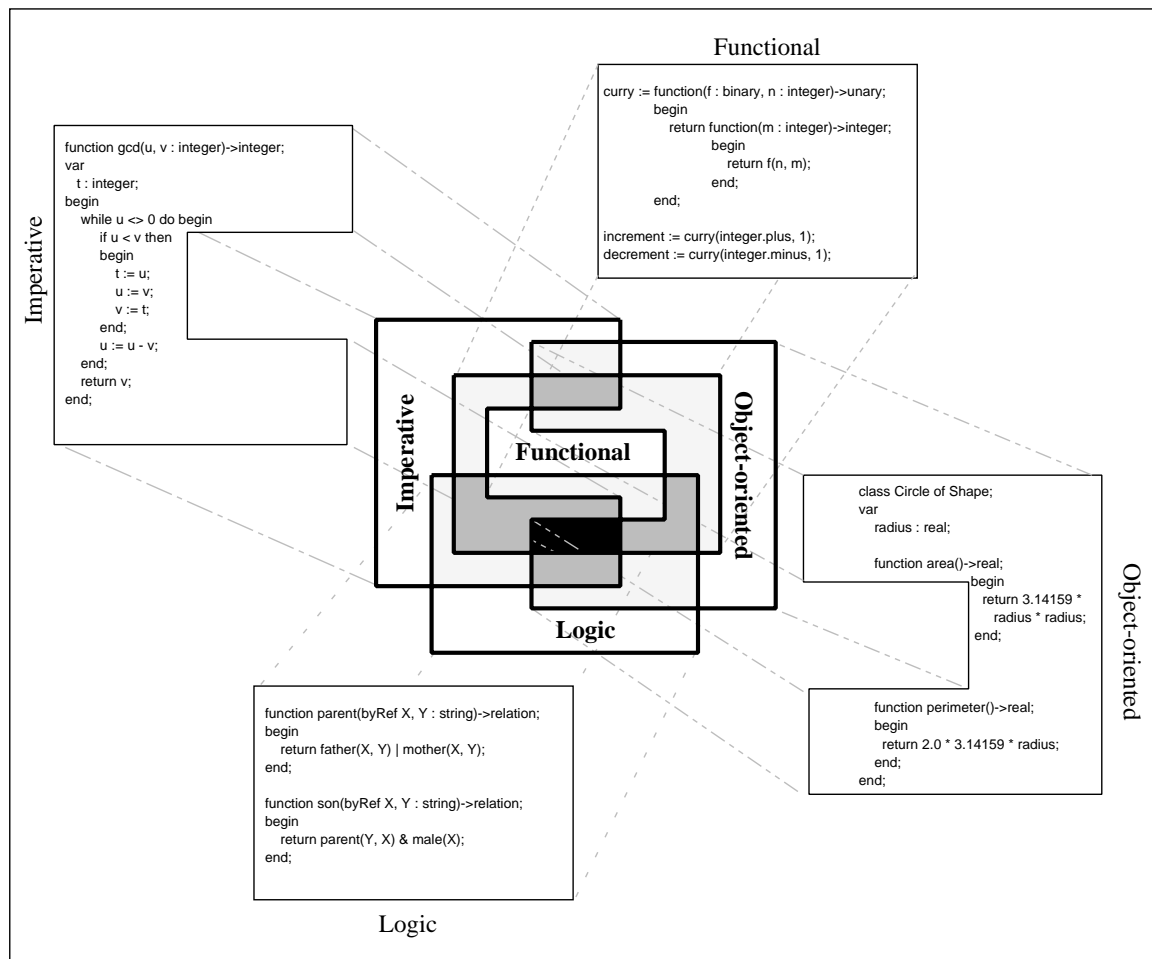 Functional
curry := function(f : binary, n : integer)->unary;
begin
return function(m : integer)->integer;
begin
return f(n, m);
end;
end;
increment := curry(integer.plus, 1);
decrement := curry(integer.minus, 1);
Imperative
function gcd(u, v : integer)->integer;
var
t : integer;
begin
while u <> 0 do begin
if u < v then
begin
t := u;
u := v;
v := t;
end;
u := u - v;
end;
return v;
end;
Imperative
Functional
Object-oriented
Logic
class Circle of Shape;
var
radius : real;
function area()->real;
begin
return 3.14159 *
radius * radius;
end;
function perimeter()->real;
begin
return 2.0 * 3.14159 * radius;
end;
end;
Object-oriented
function parent(byRef X, Y : string)->relation;
begin
return father(X, Y) | mother(X, Y);
end;
function son(byRef X, Y : string)->relation;
begin
return parent(Y, X) & male(X);
end;
Logic